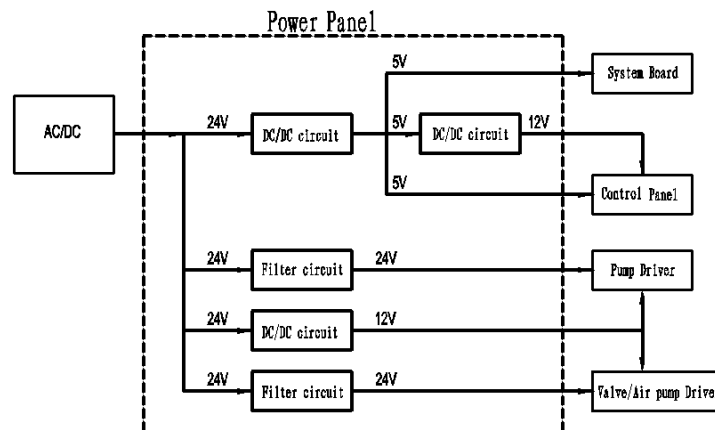 Power Panel
5V
System Board
AC/DC
24V
DC/DC circuit
5V
DC/DC circuit
12V
5V
Control Panel
24V
Filter circuit
24V
Pump Driver
24V
DC/DC circuit
12V
24V
Filter circuit
24V
Valve/Air pump Driver